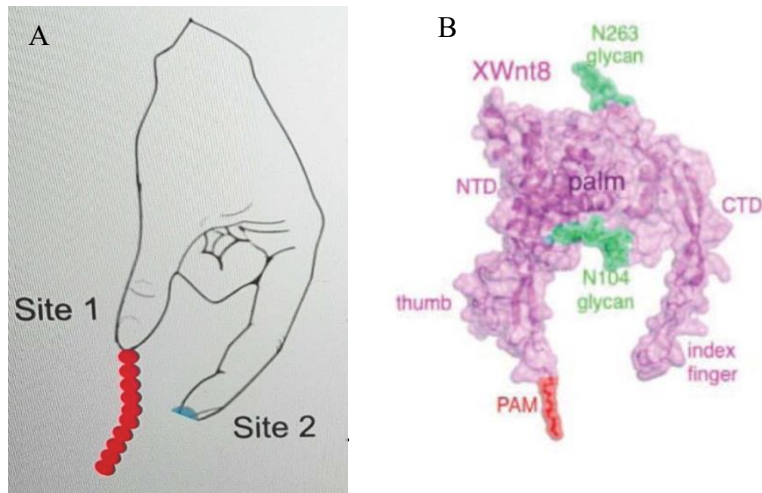 A
Site 1
Site 2
B
N263
glycan
XWnt8
NTD
palm
CTD
N104
glycan
thumb
index
finger
PAM